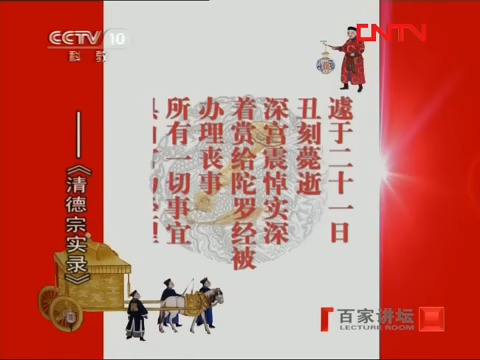 CCTV 10
科教
CNTV
遽于二十一日
丑刻薨逝
深宫震悼实深
着赏给陀罗经被
办理丧事
所有一切事宜
——《清德宗实录》
百家讲坛
LECTURE ROOM